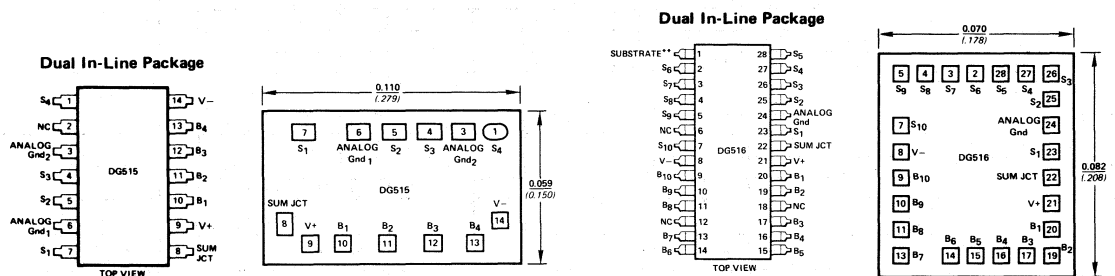 Dual In-Line Package
S4 1 14 V−
NC 2 13 B4
ANALOG Gnd2 3 12 B3
DG515
S3 4 11 B2
S2 5 10 B1
ANALOG Gnd1 6 9 V+
S1 7 8 SUM JCT
TOP VIEW
0.110
(.279)
7 6 5 4 3 1
S1 ANALOG Gnd1 S2 S3 ANALOG Gnd2 S4
DG515
0.059
(0.150)
SUM JCT V+ B1 B2 B3 B4 V−
8 9 10 11 12 13 14
Dual In-Line Package
SUBSTRATE** 1 28 S5
S6 2 27 S4
S7 3 26 S3
S8 4 25 S2
S9 5 24 ANALOG Gnd
NC 6 23 S1
S10 7 DG516 22 SUM JCT
V− 8 21 V+
B10 9 20 B1
B9 10 19 B2
B8 11 18 NC
NC 12 17 B3
B7 13 16 B4
B6 14 15 B5
TOP VIEW
0.070
(.178)
5 4 3 2 28 27 26 S3
S9 S8 S7 S6 S5 S4
S2 25
7 S10 ANALOG Gnd 24
8 V− DG516 S1 23
0.082
(.208)
9 B10 SUM JCT 22
10 B9 V+ 21
11 B8 B1 20
B6 B5 B4 B3 B2
13 B7 14 15 16 17 19